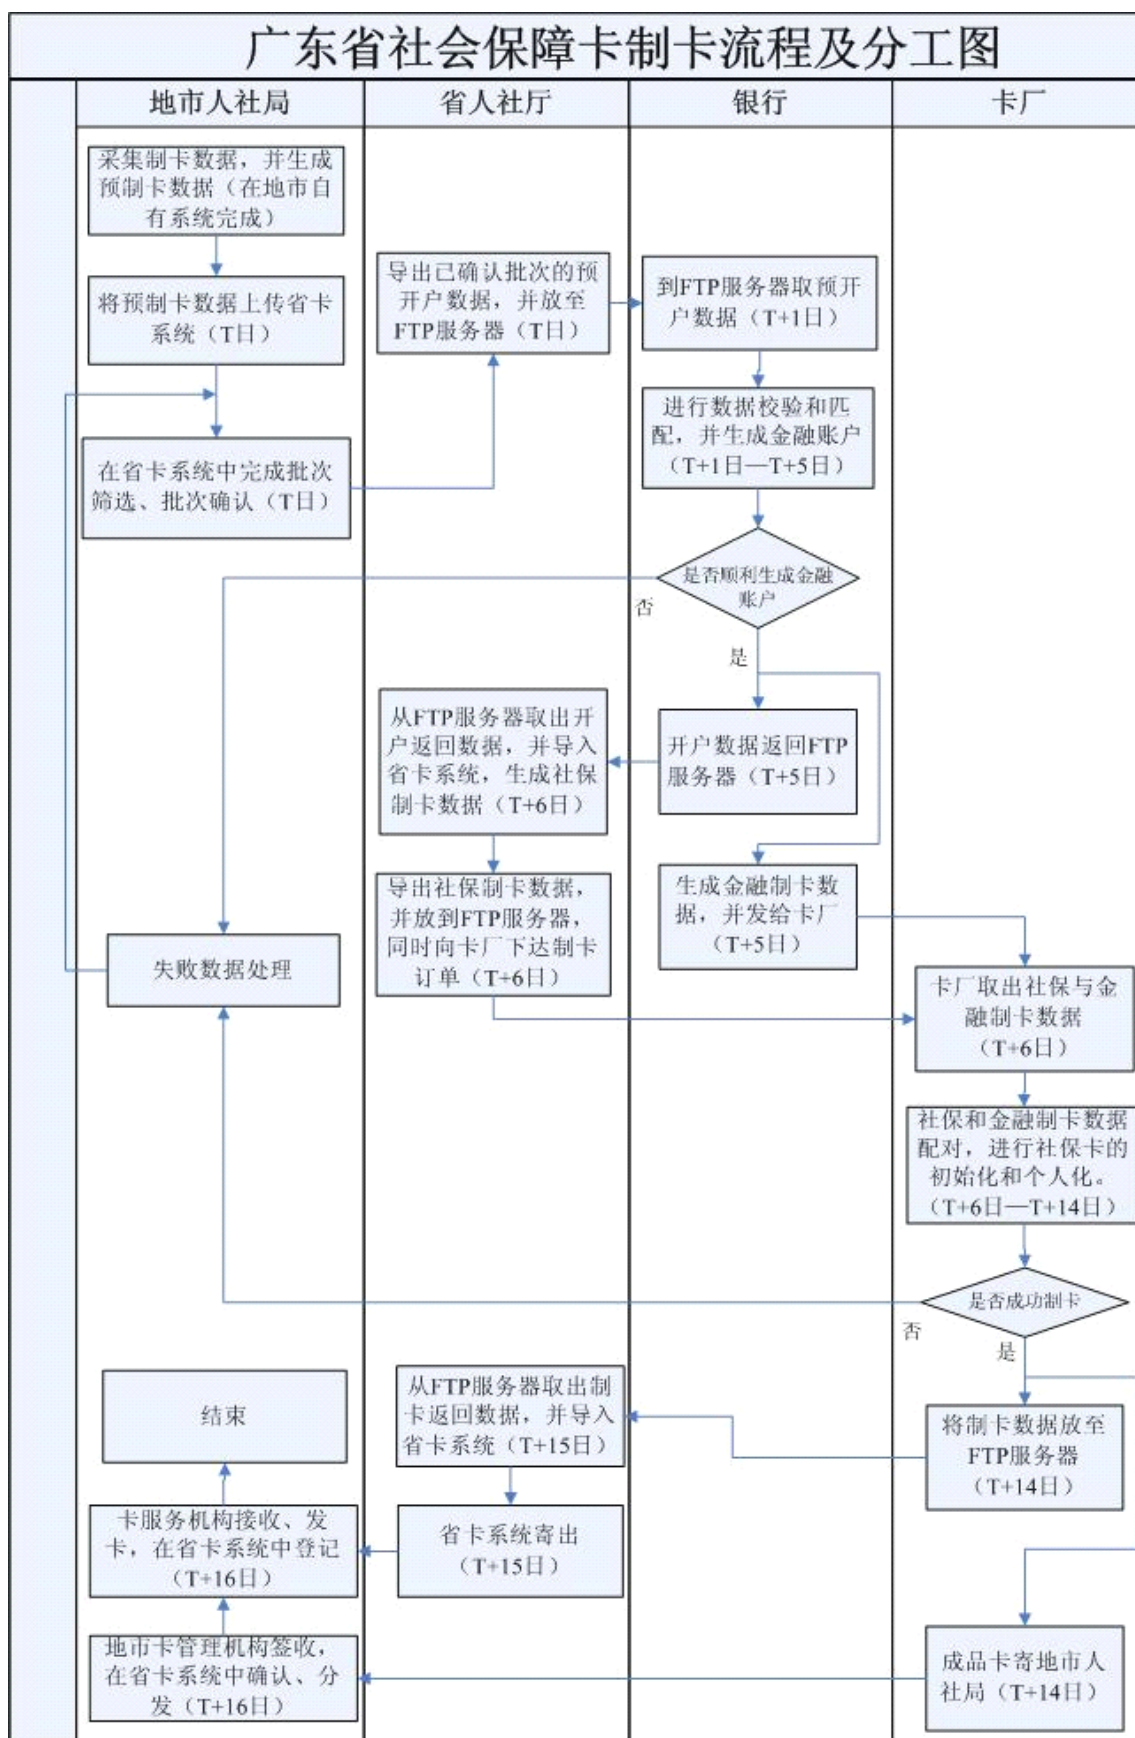 广东省社会保障卡制卡流程及分工图
地市人社局
省人社厅
银行
卡厂
采集制卡数据，并生成
预制卡数据（在地市自
有系统完成）
将预制卡数据上传省卡
系统（T日）
在省卡系统中完成批次
筛选、批次确认（T日）
导出已确认批次的预
开户数据，并放至
FTP服务器（T日）
到FTP服务器取预开
户数据（T+1日）
进行数据校验和匹
配，并生成金融账户
（T+1日—T+5日）
是否顺利生成金融
账户
否
是
开户数据返回FTP
服务器（T+5日）
从FTP服务器取出开
户返回数据，并导入
省卡系统，生成社保
制卡数据（T+6日）
导出社保制卡数据，
并放到FTP服务器，
同时向卡厂下达制卡
订单（T+6日）
生成金融制卡数
据，并发给卡厂
（T+5日）
失败数据处理
卡厂取出社保与金
融制卡数据
（T+6日）
社保和金融制卡数据
配对，进行社保卡的
初始化和个人化。
（T+6日—T+14日）
是否成功制卡
否
是
将制卡数据放至
FTP服务器
（T+14日）
从FTP服务器取出制
卡返回数据，并导入
省卡系统（T+15日）
省卡系统寄出
（T+15日）
结束
卡服务机构接收、发
卡，在省卡系统中登记
（T+16日）
地市卡管理机构签收，
在省卡系统中确认、分
发（T+16日）
成品卡寄地市人
社局（T+14日）